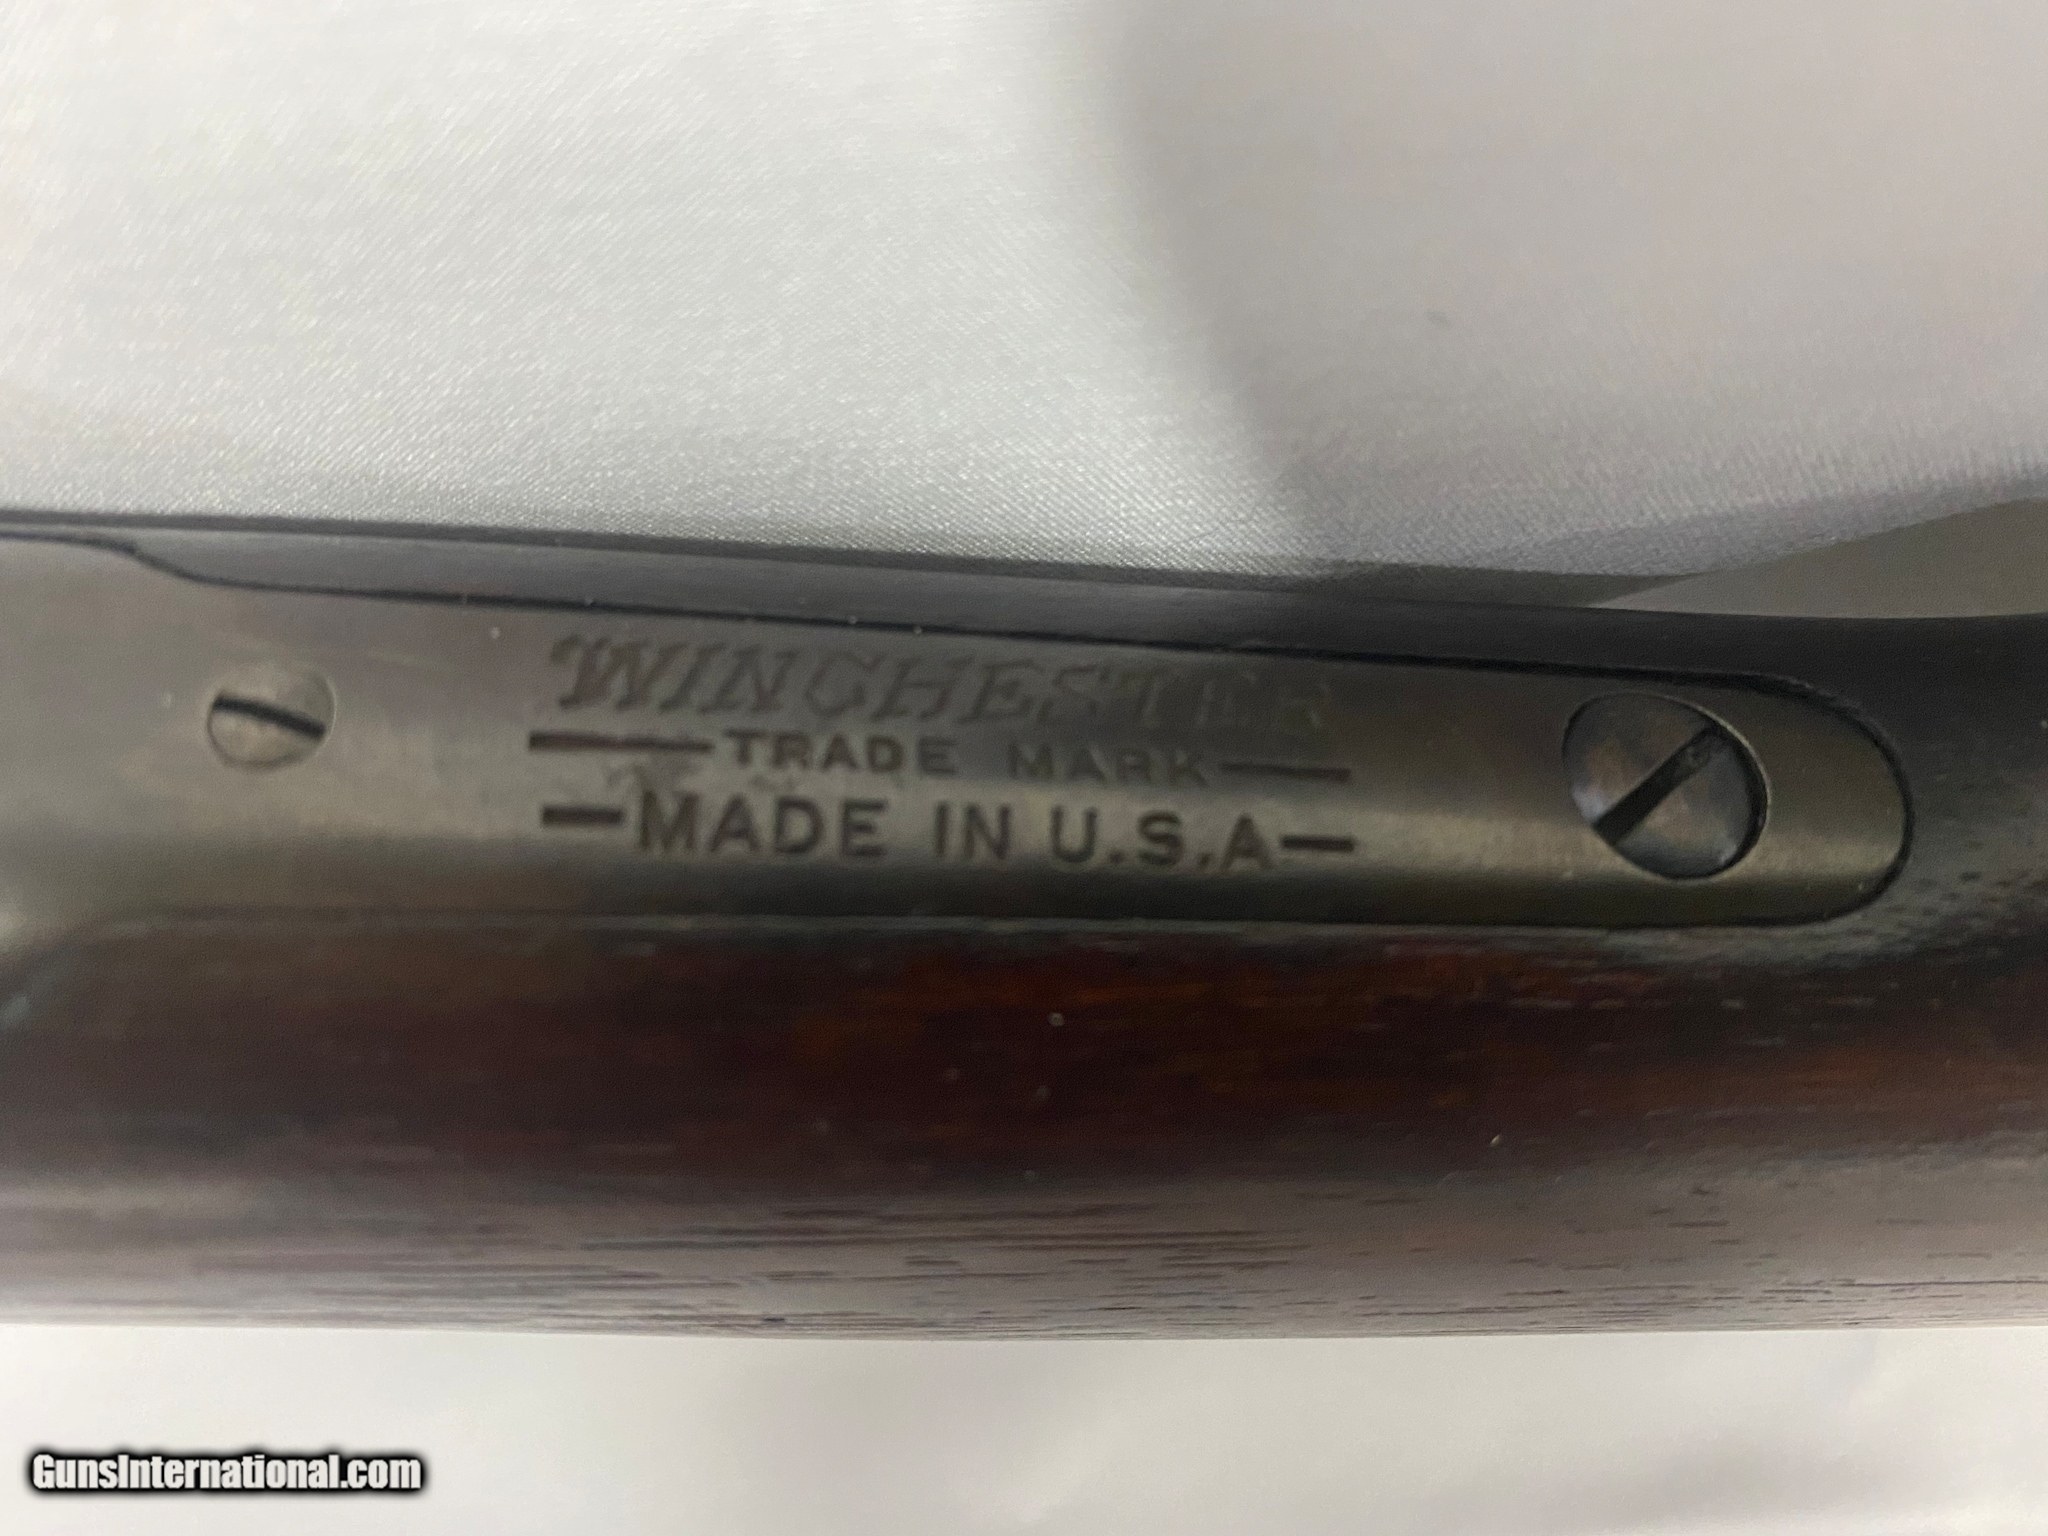 WINCHESTER
—TRADE MARK—
—MADE IN U.S.A—
GunsInternational.com